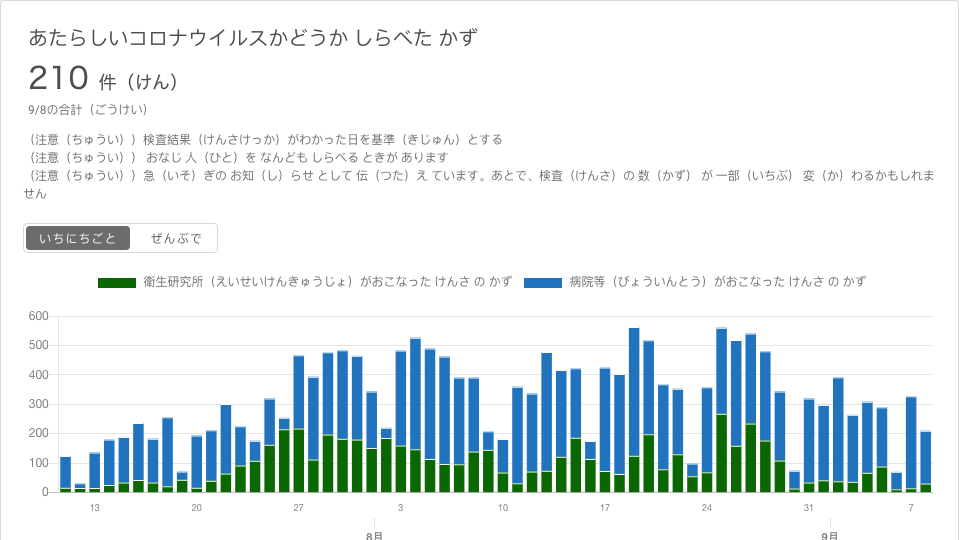 あたらしいコロナウイルスかどうか しらべた かず
210 件（けん）
9/8の合計（ごうけい）
（注意（ちゅうい））検査結果（けんさけっか）がわかった日を基準（きじゅん）とする
（注意（ちゅうい）） おなじ 人（ひと）を なんども しらべる ときが あります
（注意（ちゅうい））急（いそ）ぎの お知（し）らせ として 伝（つた）え ています。あとで、検査（けんさ）の 数（かず） が 一部（いちぶ） 変（か）わるかもしれま
せん
いちにちごと ぜんぶで
衛生研究所（えいせいけんきゅうじょ）がおこなった けんさ の かず 病院等（びょういんとう）がおこなった けんさ の かず
600
500
400
300
200
100
0
13 20 27 3 10 17 24 31 7
8月 9月